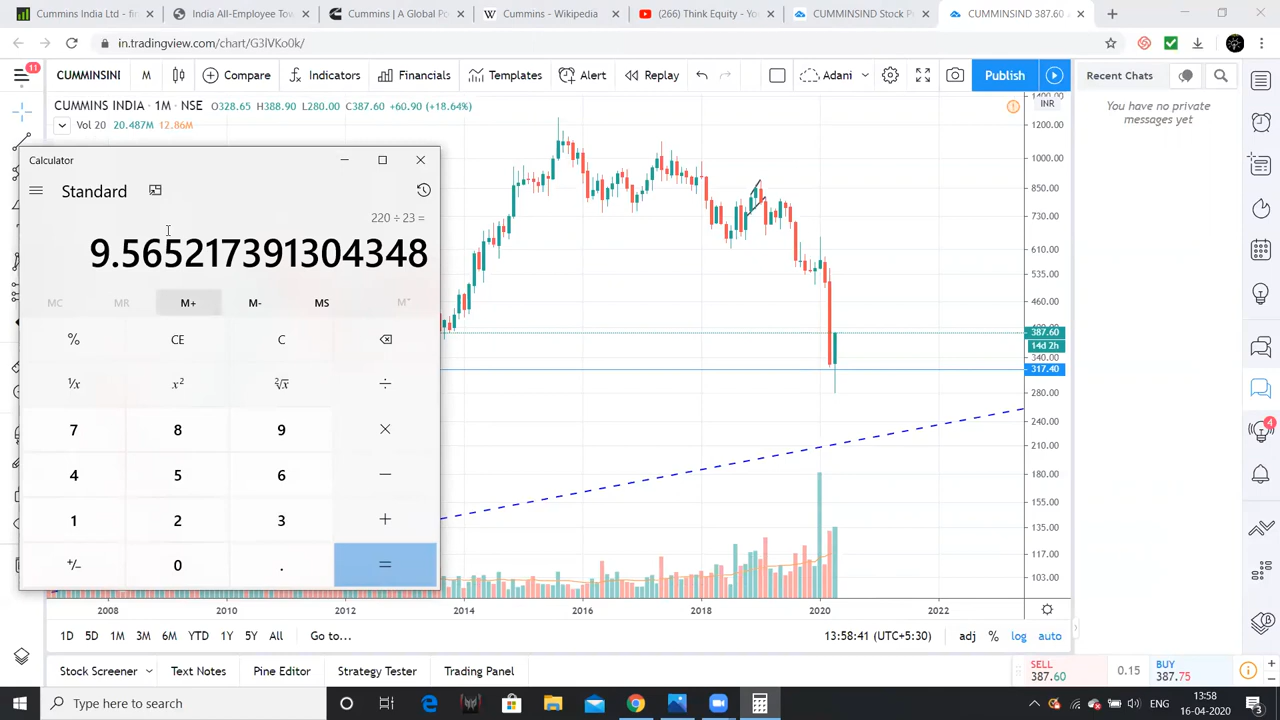 Cummins India Ltd - fin
India All-Employee Tow
Cummins | A Global Po
Cummins - Wikipedia
(266) Think Equity - You
CUMMINSIND Stock P
CUMMINSIND 387.60
in.tradingview.com/chart/G3lVKo0k/
11
CUMMINSINI
M
Compare
Indicators
Financials
Templates
Alert
Replay
Adani
Publish
Recent Chats
CUMMINS INDIA · 1M · NSE O328.65 H388.90 L280.00 C387.60 +60.90 (+18.64%)
INR
You have no private
messages yet
Vol 20 20.487M 12.86M
1200.00
1000.00
850.00
730.00
610.00
535.00
460.00
387.60
14d 2h
340.00
317.40
280.00
240.00
210.00
180.00
155.00
135.00
117.00
103.00
Calculator
Standard
220 ÷ 23 =
9.565217391304348
MC MR M+ M- MS M˅
% CE C
¹/x x² ²√x ÷
7 8 9 ×
4 5 6 −
1 2 3 +
+/− 0 . =
4
2008 2010 2012 2014 2016 2018 2020 2022
1D 5D 1M 3M 6M YTD 1Y 5Y All Go to...
13:58:41 (UTC+5:30) adj % log auto
Stock Screener Text Notes Pine Editor Strategy Tester Trading Panel
SELL
387.60
0.15
BUY
387.75
Type here to search
ENG
13:58
16-04-2020
3